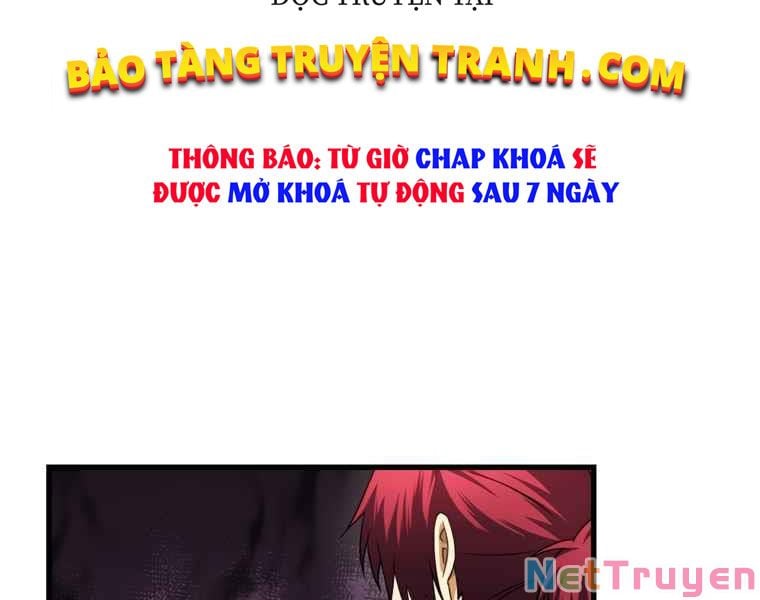 ĐỌC TRUYỆN TẠI
BẢO TÀNG TRUYỆN TRANH.COM
THÔNG BÁO: TỪ GIỜ CHAP KHOÁ SẼ
ĐƯỢC MỞ KHOÁ TỰ ĐỘNG SAU 7 NGÀY
NetTruyen